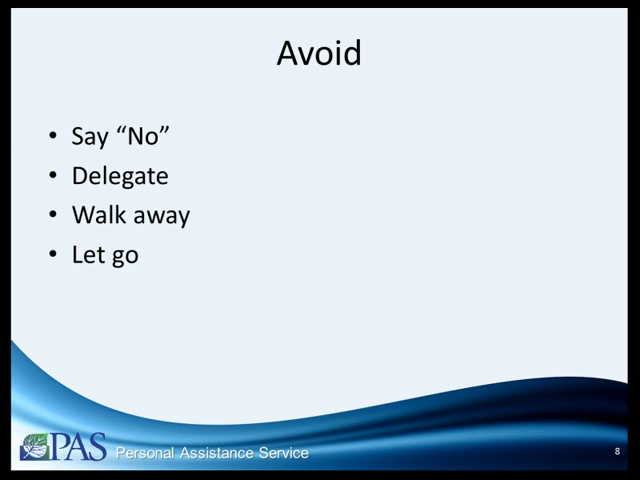 Avoid
• Say “No”
• Delegate
• Walk away
• Let go
PAS Personal Assistance Service
8